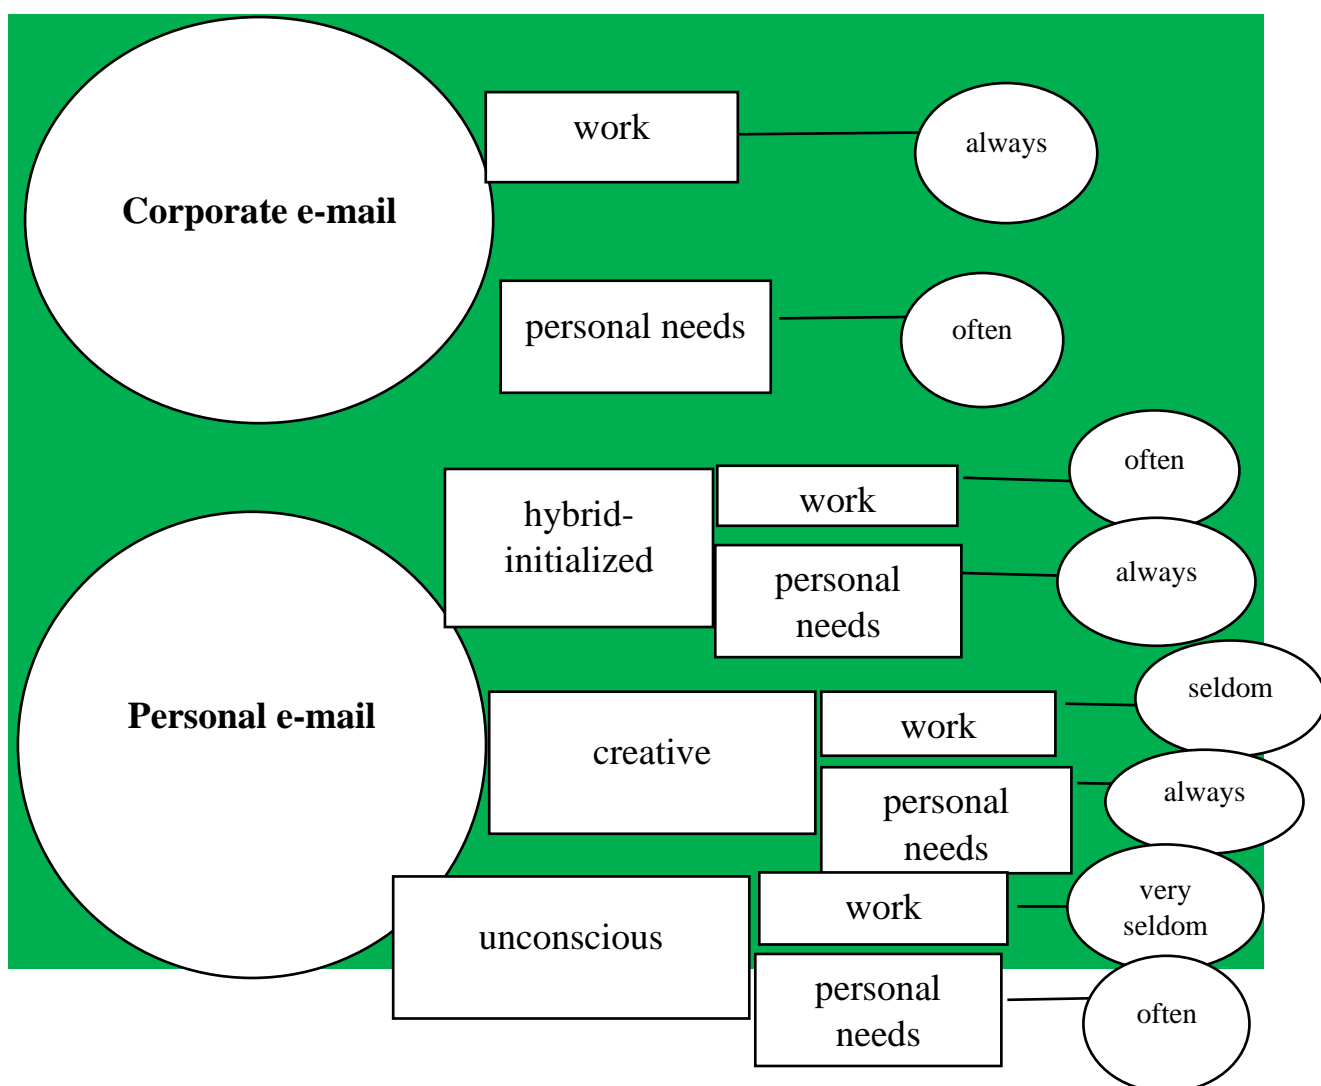 work
always
Corporate e-mail
personal needs
often
hybrid-
initialized
work
often
personal
needs
always
Personal e-mail
creative
work
seldom
personal
needs
always
unconscious
work
very
seldom
personal
needs
often